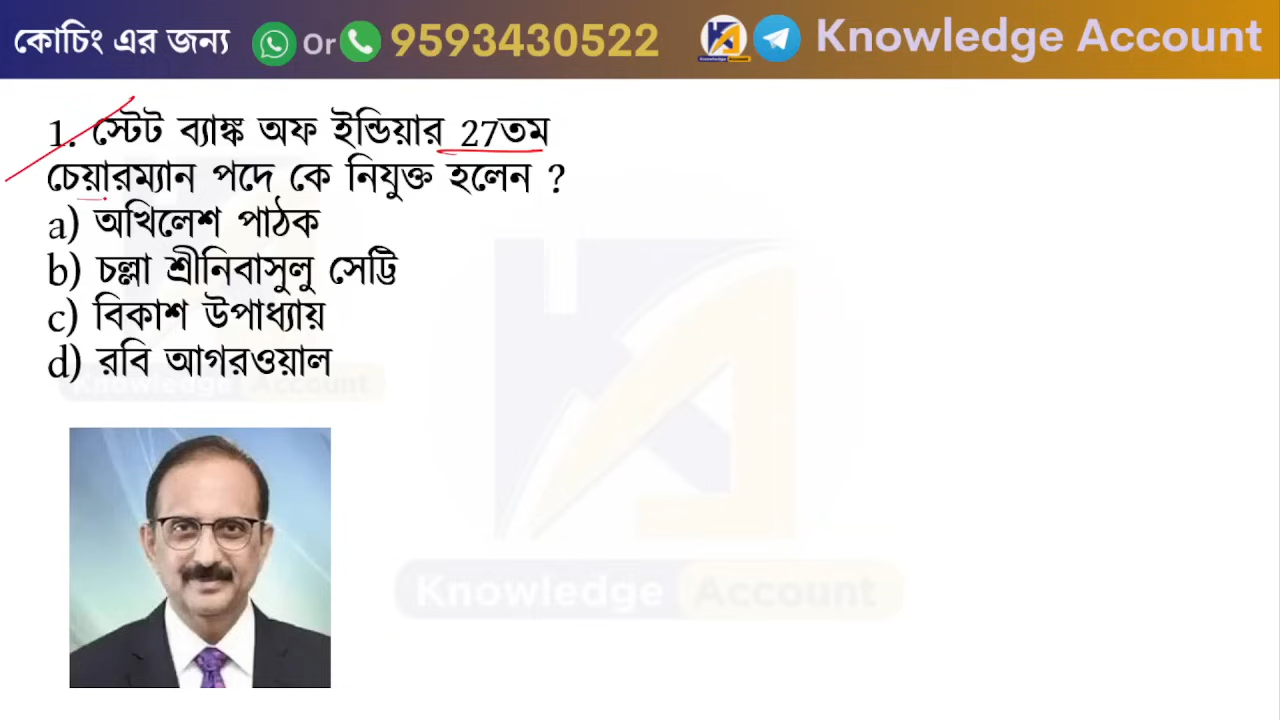 কোচিং এর জন্য Or 9593430522 Knowledge Account
1. স্টেট ব্যাঙ্ক অফ ইন্ডিয়ার 27তম
চেয়ারম্যান পদে কে নিযুক্ত হলেন ?
a) অখিলেশ পাঠক
b) চল্লা শ্রীনিবাসুলু সেট্টি
c) বিকাশ উপাধ্যায়
d) রবি আগরওয়াল
Knowledge Account
Knowledge Account